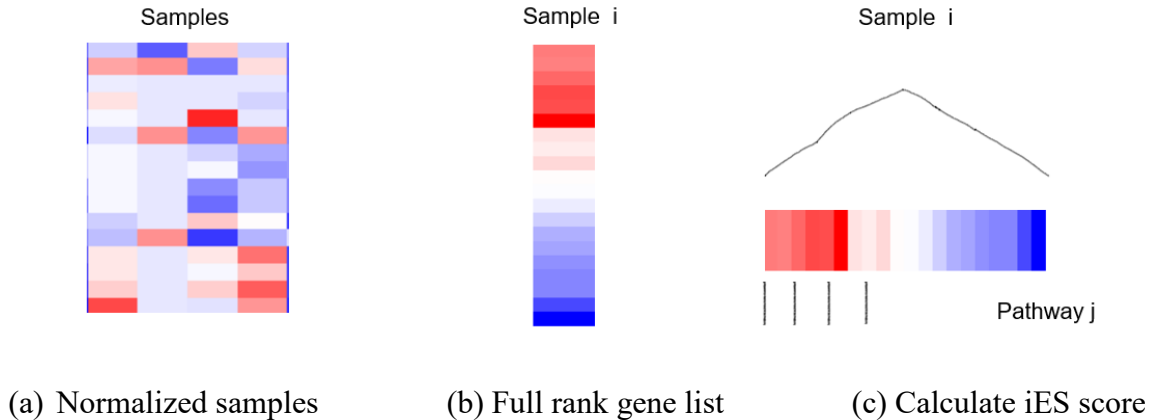 Samples
Sample i
Sample i
Pathway j
(a) Normalized samples
(b) Full rank gene list
(c) Calculate iES score